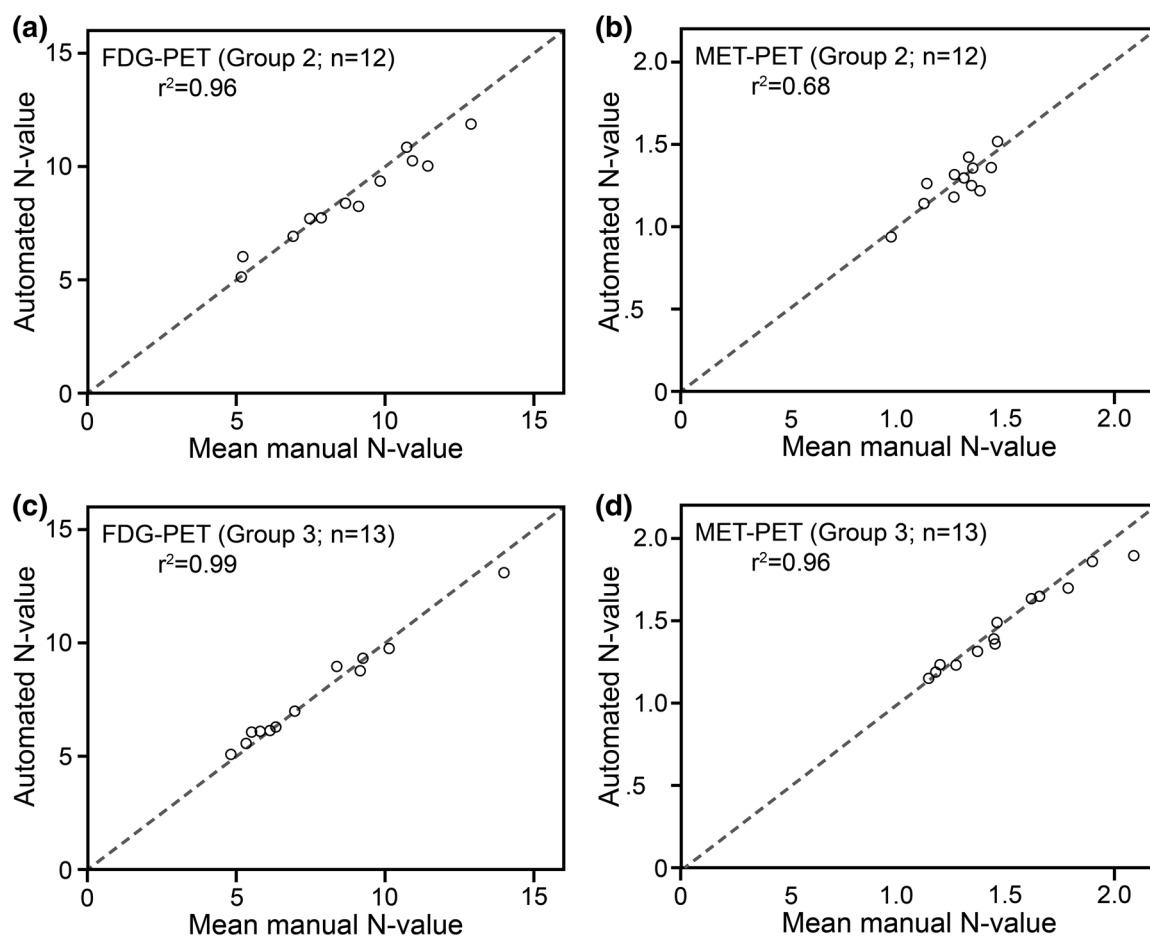 (a)
FDG-PET (Group 2; n=12)
r²=0.96
Automated N-value
15
10
5
0
0 5 10 15
Mean manual N-value
(b)
MET-PET (Group 2; n=12)
r²=0.68
Automated N-value
2.0
1.5
1.0
.5
0
0 5 1.0 1.5 2.0
Mean manual N-value
(c)
FDG-PET (Group 3; n=13)
r²=0.99
Automated N-value
15
10
5
0
0 5 10 15
Mean manual N-value
(d)
MET-PET (Group 3; n=13)
r²=0.96
Automated N-value
2.0
1.5
1.0
.5
0
0 5 1.0 1.5 2.0
Mean manual N-value